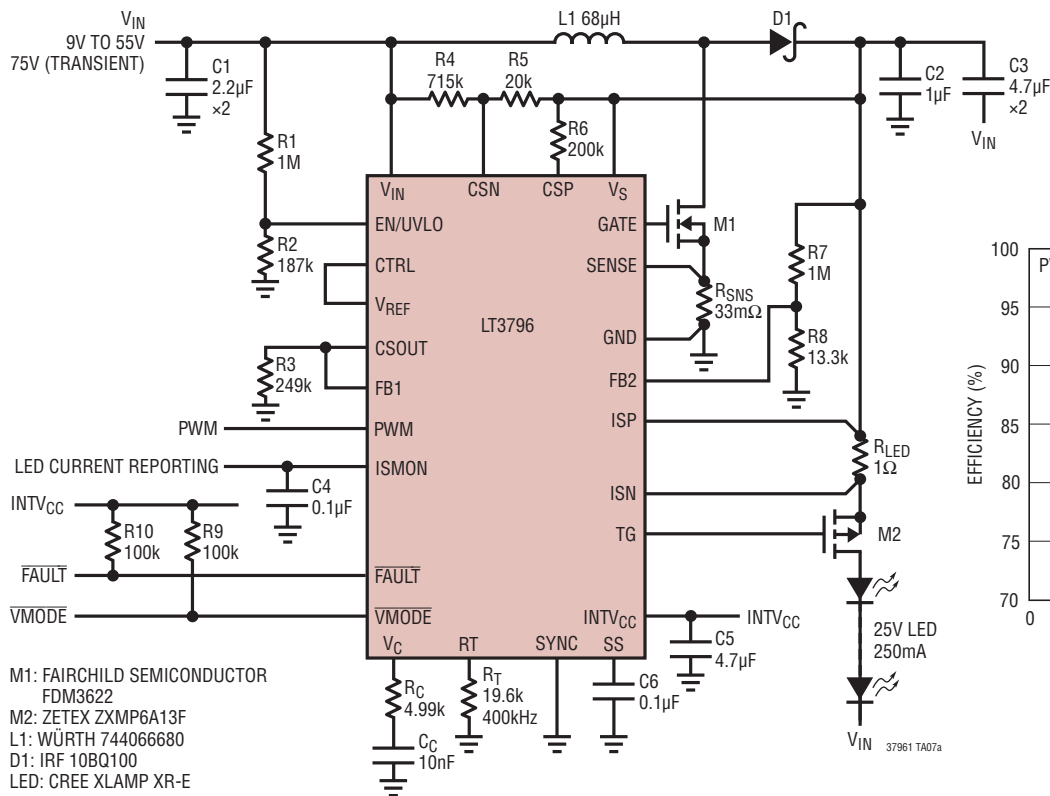 VIN
9V TO 55V
75V (TRANSIENT)
C1
2.2µF
×2
R1
1M
R2
187k
R4
715k
R5
20k
R6
200k
L1 68µH
D1
C2
1µF
C3
4.7µF
×2
VIN
VIN
CSN
CSP
VS
EN/UVLO
CTRL
VREF
CSOUT
FB1
PWM
ISMON
FAULT
VMODE
VC
RT
SYNC
SS
INTVCC
LT3796
GATE
SENSE
GND
FB2
ISP
ISN
TG
M1
RSNS
33mΩ
R7
1M
R8
13.3k
RLED
1Ω
M2
25V LED
250mA
VIN
37961 TA07a
R3
249k
PWM
LED CURRENT REPORTING
C4
0.1µF
INTVCC
R10
100k
R9
100k
FAULT
VMODE
RC
4.99k
CC
10nF
RT
19.6k
400kHz
C6
0.1µF
INTVCC
C5
4.7µF
M1: FAIRCHILD SEMICONDUCTOR
FDM3622
M2: ZETEX ZXMP6A13F
L1: WÜRTH 744066680
D1: IRF 10BQ100
LED: CREE XLAMP XR-E
EFFICIENCY (%)
100
95
90
85
80
75
70
0